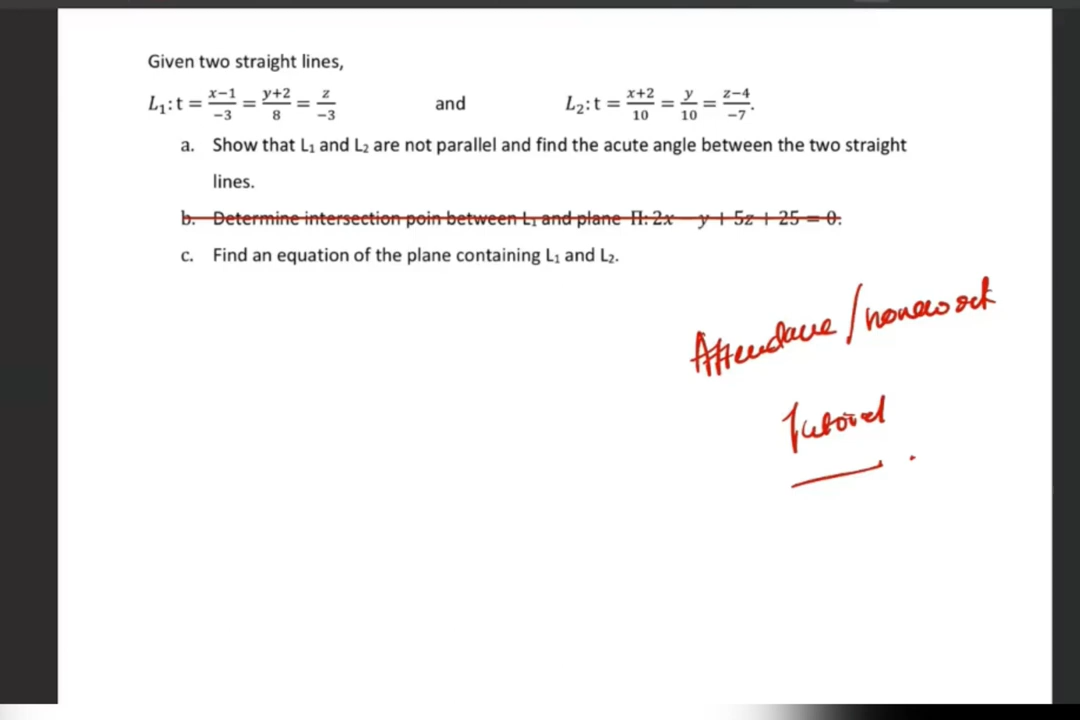 Given two straight lines,
L₁: t = (x−1)/(−3) = (y+2)/8 = z/(−3) and L₂: t = (x+2)/10 = y/10 = (z−4)/(−7).
a. Show that L₁ and L₂ are not parallel and find the acute angle between the two straight
lines.
b. Determine intersection poin between L₁ and plane Π: 2x − y + 5z + 25 = 0.
c. Find an equation of the plane containing L₁ and L₂.
Attendance /